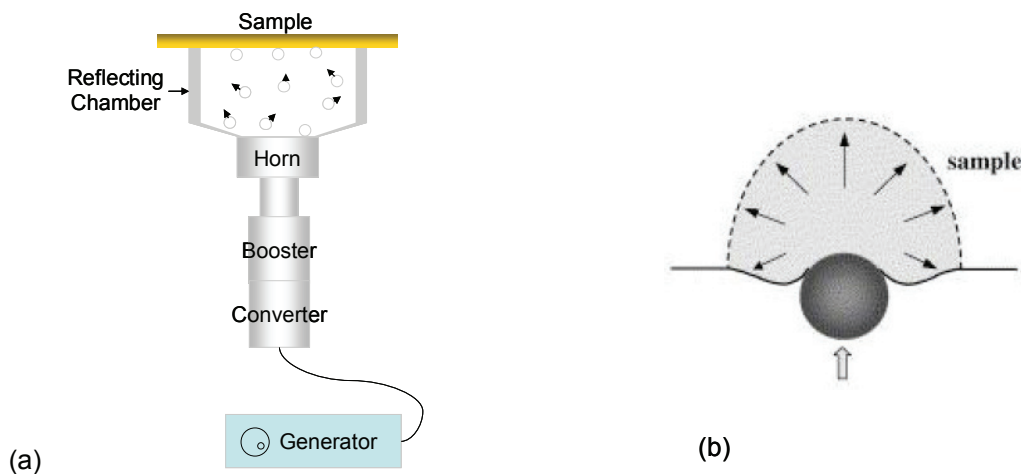 Sample
Reflecting
Chamber
Horn
Booster
Converter
Generator
(a)
sample
(b)